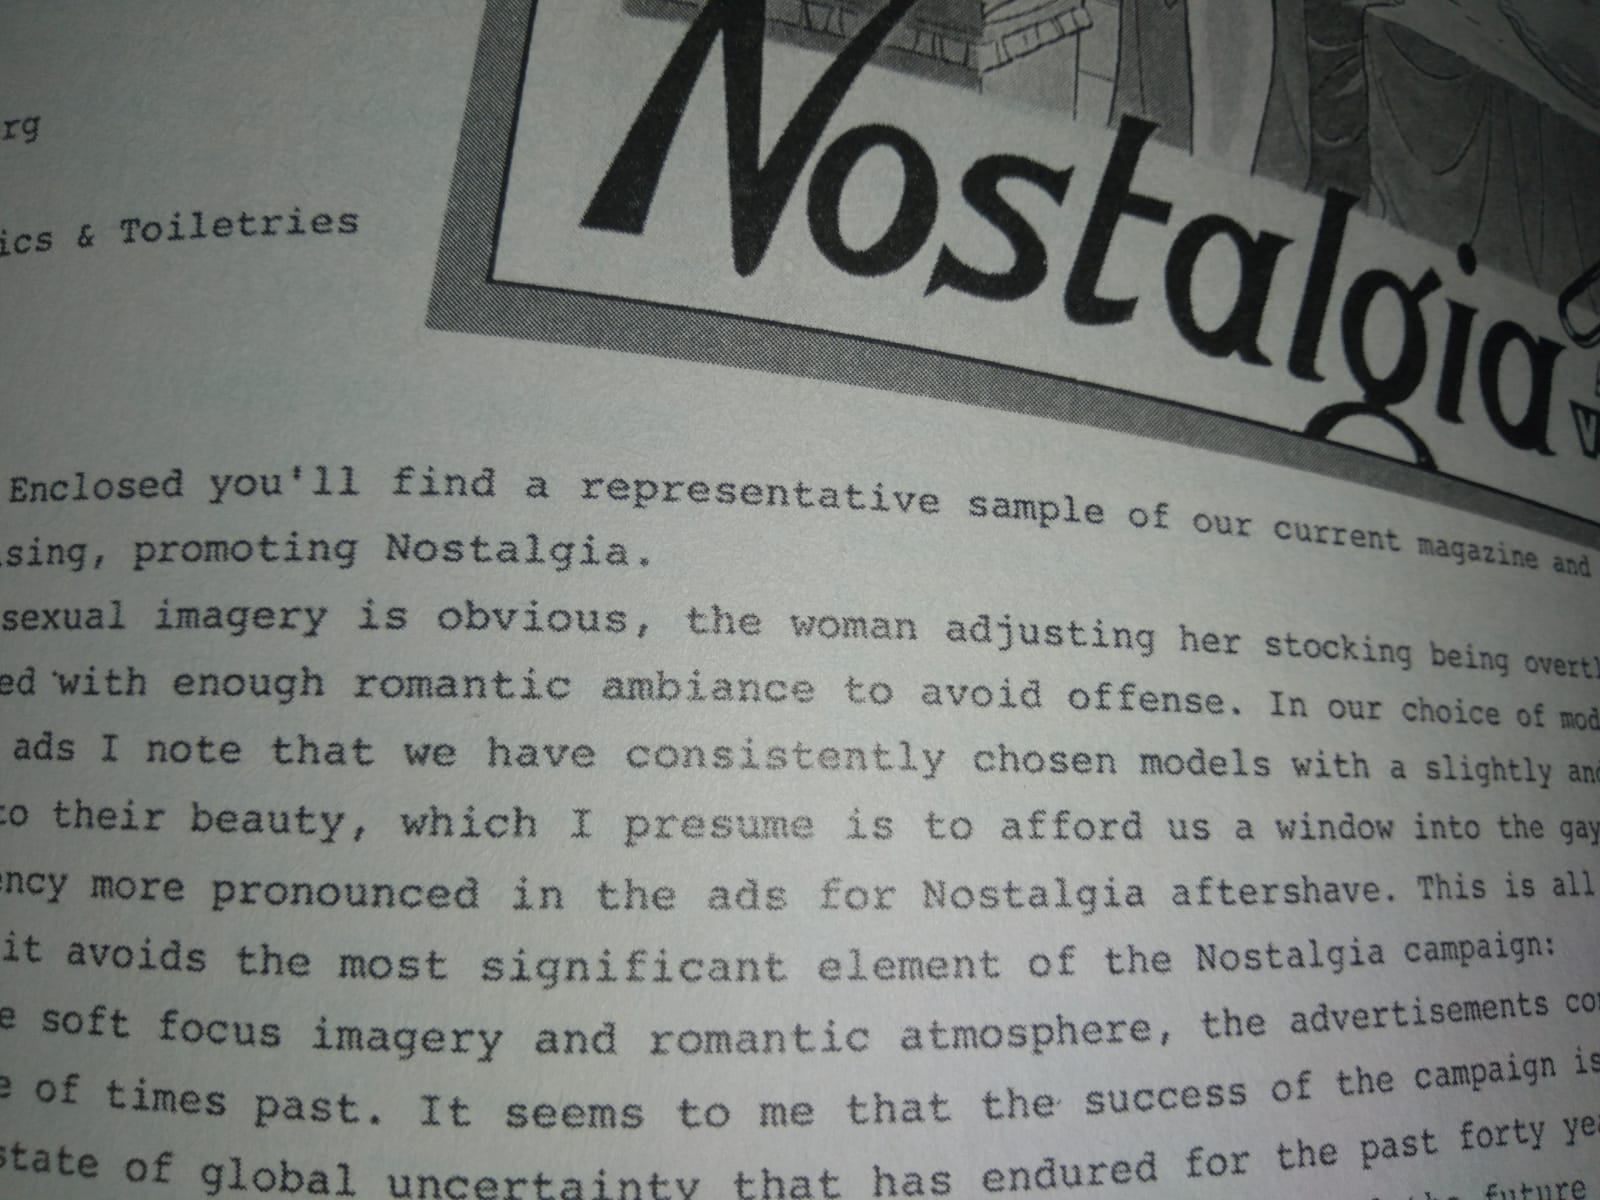 Nostalgia
rg
ics & Toiletries
Enclosed you'll find a representative sample of our current magazine and
sing, promoting Nostalgia.
sexual imagery is obvious, the woman adjusting her stocking being overtl
ed with enough romantic ambiance to avoid offense. In our choice of mod
ads I note that we have consistently chosen models with a slightly and
to their beauty, which I presume is to afford us a window into the gay
ency more pronounced in the ads for Nostalgia aftershave. This is all
it avoids the most significant element of the Nostalgia campaign:
e soft focus imagery and romantic atmosphere, the advertisements co
e of times past. It seems to me that the success of the campaign is
state of global uncertainty that has endured for the past forty ye
future